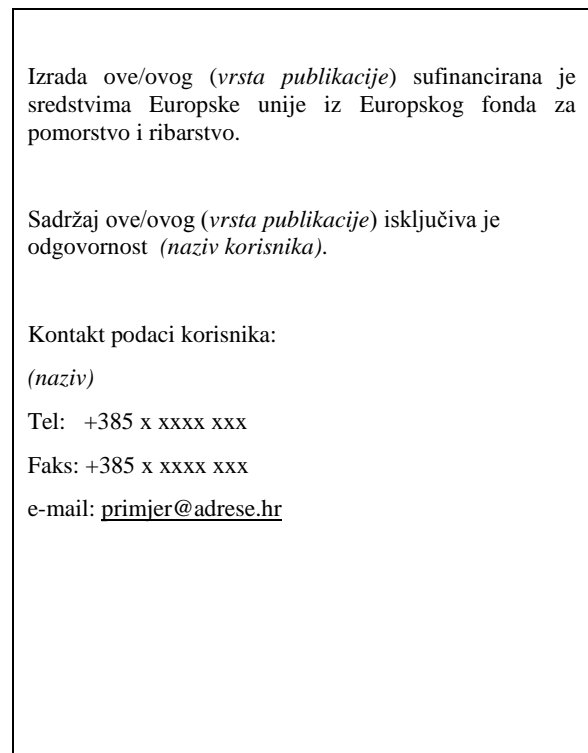 Izrada ove/ovog (vrsta publikacije) sufinancirana je
sredstvima Europske unije iz Europskog fonda za
pomorstvo i ribarstvo.
Sadržaj ove/ovog (vrsta publikacije) isključiva je
odgovornost (naziv korisnika).
Kontakt podaci korisnika:
(naziv)
Tel: +385 x xxxx xxx
Faks: +385 x xxxx xxx
e-mail: primjer@adrese.hr